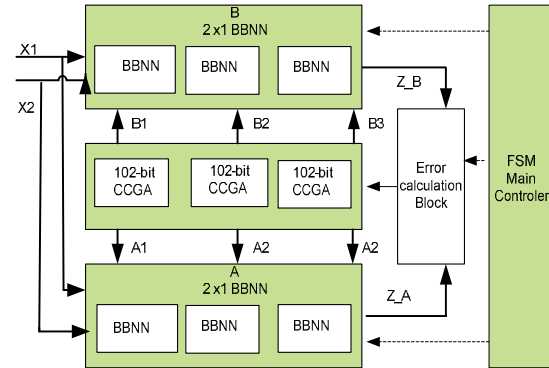 B
2 x1 BBNN
X1
BBNN
BBNN
BBNN
Z_B
X2
B1
B2
B3
102-bit
CCGA
102-bit
CCGA
102-bit
CCGA
Error
calculation
Block
FSM
Main
Controler
A1
A2
A2
A
2 x1 BBNN
Z_A
BBNN
BBNN
BBNN